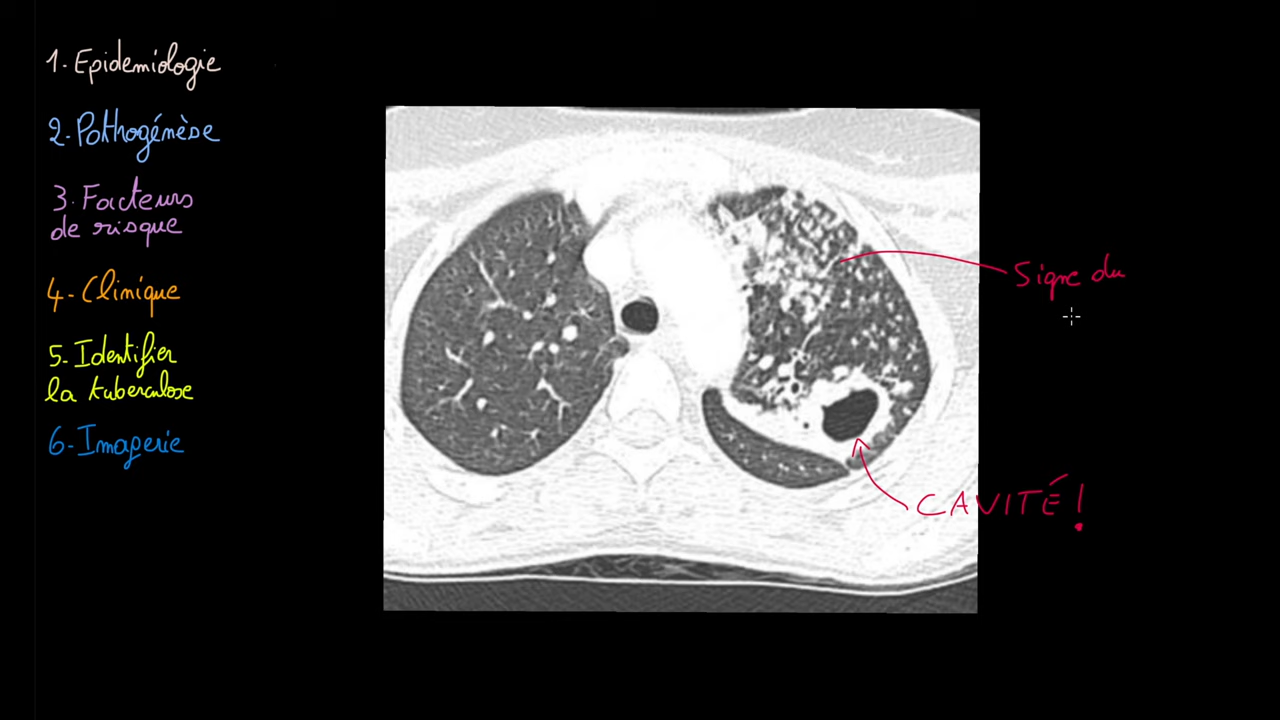 1. Epidemiologie
2. Pathogénèse
3. Facteurs
de risque
4. Clinique
5. Identifier
la tuberculose
6- Imagerie
Signe du
CAVITÉ!